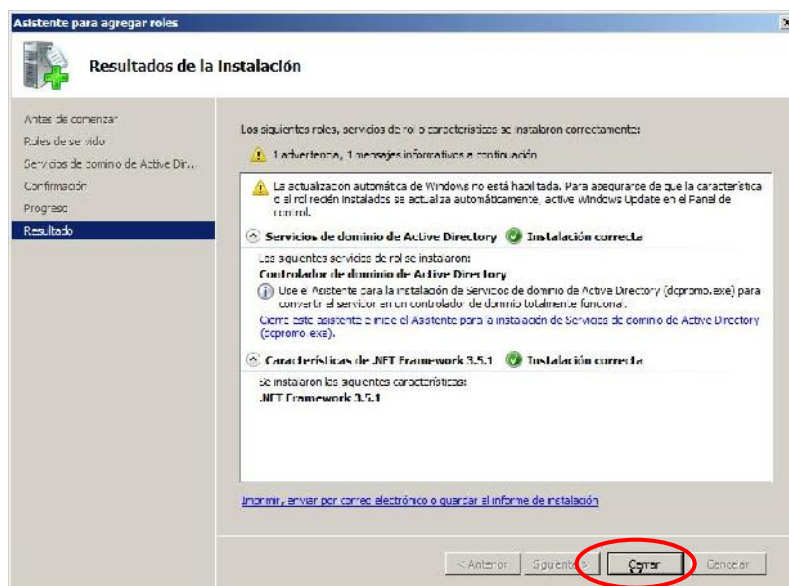 Asistente para agregar roles
Resultados de la instalación
Antes de comenzar
Roles de servidor
Servicios de dominio de Active Dir...
Confirmación
Progreso
Resultado
Los siguientes roles, servicios de rol o características se instalaron correctamente:
1 advertencia, 1 mensajes informativos a continuación
La actualización automática de Windows no está habilitada. Para asegurarse de que la característica
o el rol recién instalados se actualiza automáticamente, active Windows Update en el Panel de
control.
Servicios de dominio de Active Directory Instalación correcta
Los siguientes servicios de rol se instalaron:
Controlador de dominio de Active Directory
Use el Asistente para la instalación de Servicios de dominio de Active Directory (dcpromo.exe) para
convertir el servidor en un controlador de dominio totalmente funcional.
Cierre este asistente e inicie el Asistente para la instalación de Servicios de dominio de Active Directory
(dcpromo.exe).
Características de .NET Framework 3.5.1 Instalación correcta
Se instalaron las siguientes características:
.NET Framework 3.5.1
Imprimir, enviar por correo electrónico o guardar el informe de instalación
< Anterior Siguiente > Cerrar Cancelar